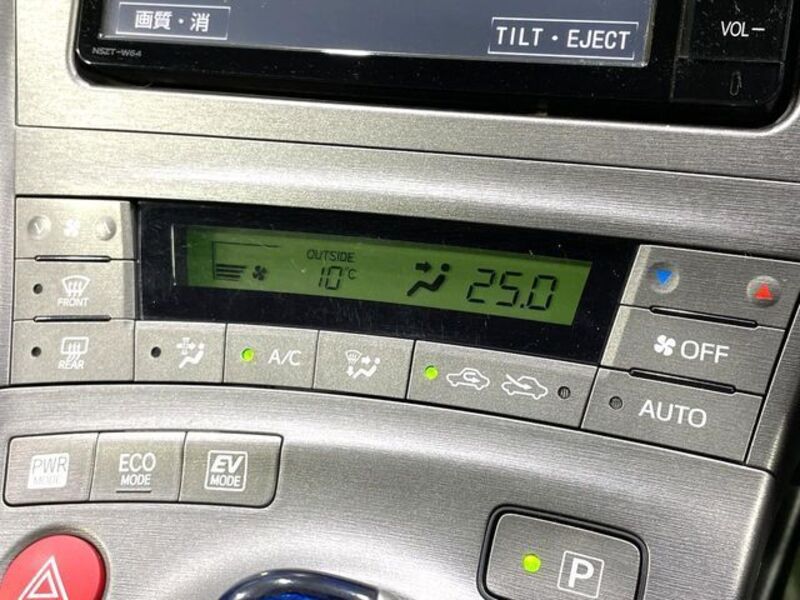 画質・消
TILT・EJECT
VOL−
NSZT-W64
OUTSIDE
10℃
25.0
FRONT
REAR
A/C
OFF
AUTO
PWR MODE
ECO MODE
EV MODE
P